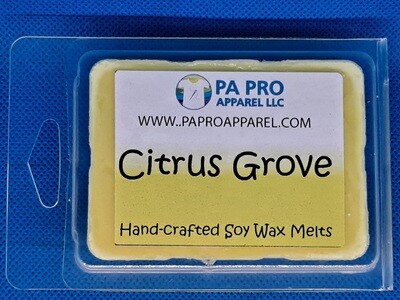 PA PRO
APPAREL LLC
WWW..PAPROAPPAREL.COM
Citrus Grove
Hand-crafted Soy Wax Melts